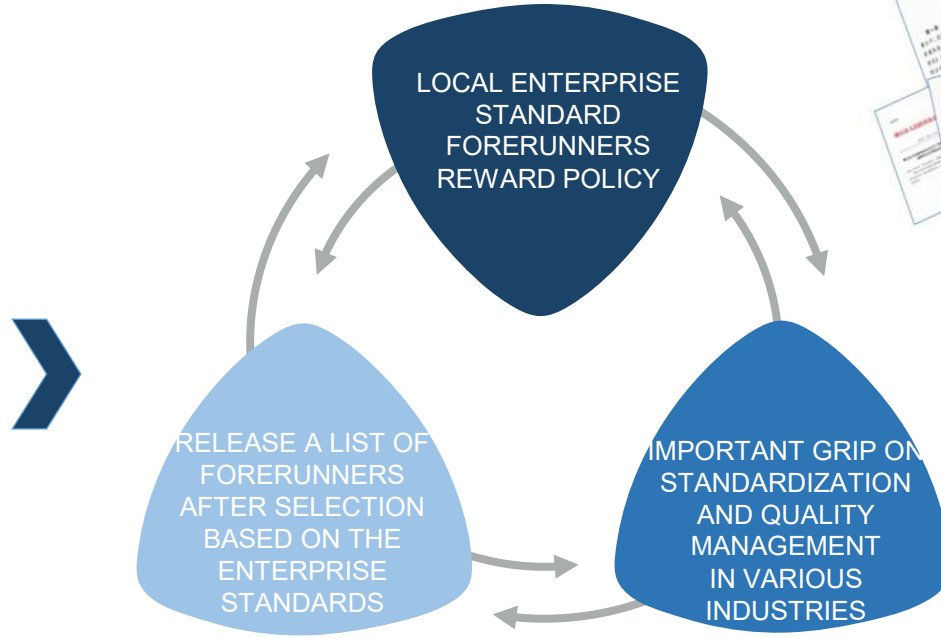 LOCAL ENTERPRISE
STANDARD
FORERUNNERS
REWARD POLICY
RELEASE A LIST OF
FORERUNNERS
AFTER SELECTION
BASED ON THE
ENTERPRISE
STANDARDS
IMPORTANT GRIP ON
STANDARDIZATION
AND QUALITY
MANAGEMENT
IN VARIOUS
INDUSTRIES